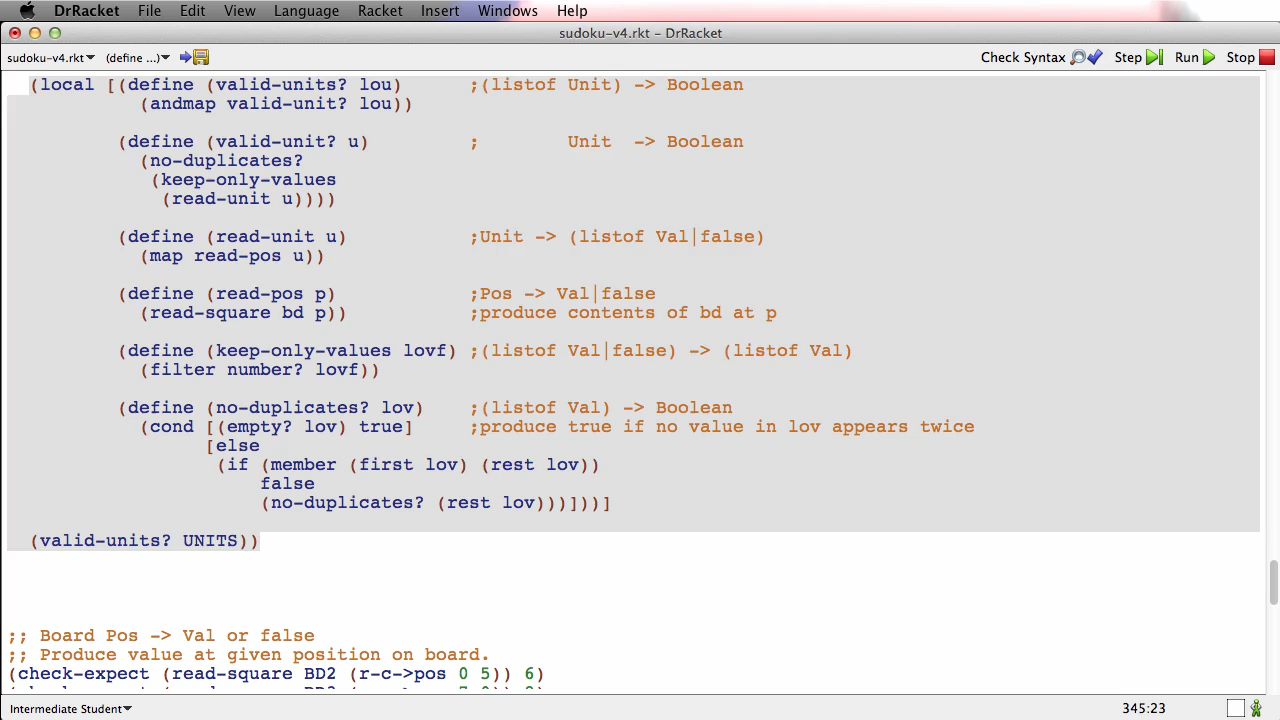 DrRacket File Edit View Language Racket Insert Windows Help
sudoku-v4.rkt - DrRacket
sudoku-v4.rkt▾ (define ...)▾ Check Syntax Step Run Stop
(local [(define (valid-units? lou) ;(listof Unit) -> Boolean
(andmap valid-unit? lou))
(define (valid-unit? u) ; Unit -> Boolean
(no-duplicates?
(keep-only-values
(read-unit u))))
(define (read-unit u) ;Unit -> (listof Val|false)
(map read-pos u))
(define (read-pos p) ;Pos -> Val|false
(read-square bd p)) ;produce contents of bd at p
(define (keep-only-values lovf) ;(listof Val|false) -> (listof Val)
(filter number? lovf))
(define (no-duplicates? lov) ;(listof Val) -> Boolean
(cond [(empty? lov) true] ;produce true if no value in lov appears twice
[else
(if (member (first lov) (rest lov))
false
(no-duplicates? (rest lov)))]))]
(valid-units? UNITS))
;; Board Pos -> Val or false
;; Produce value at given position on board.
(check-expect (read-square BD2 (r-c->pos 0 5)) 6)
Intermediate Student▾ 345:23